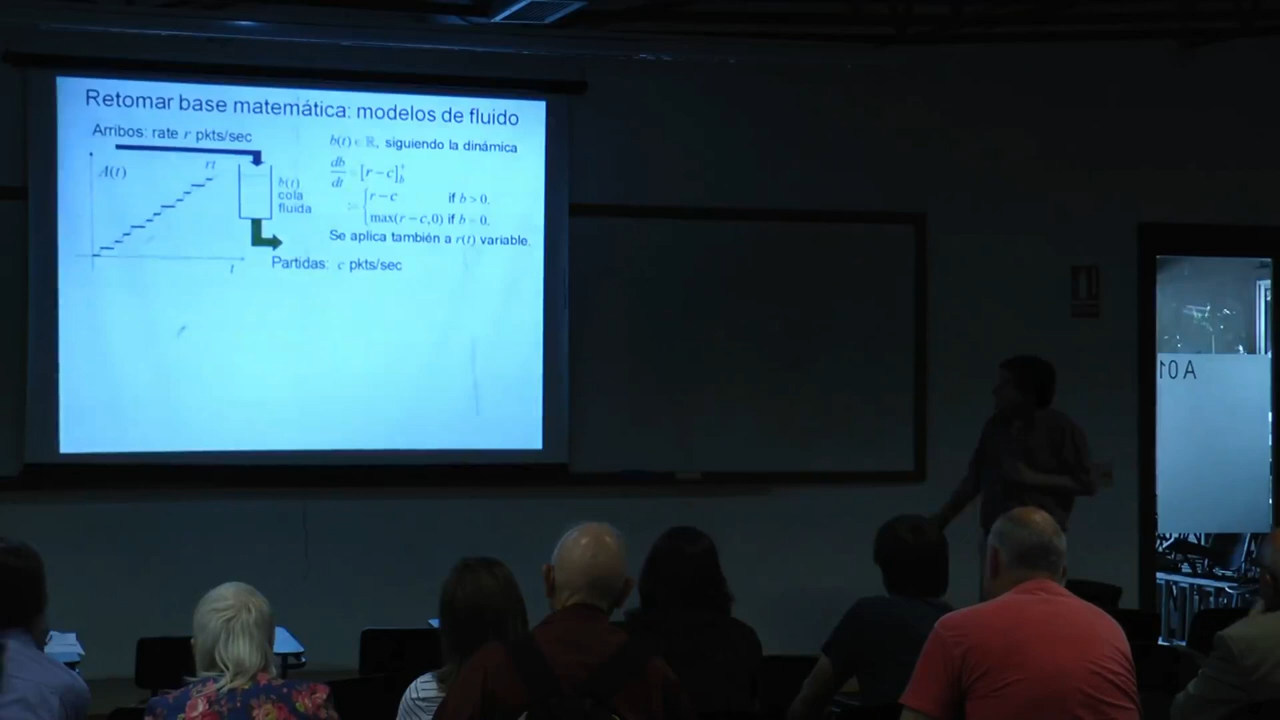 Retomar base matemática: modelos de fluido
Arribos: rate r pkts/sec
A(t)
rt
t
b(t)
cola
fluida
Partidas: c pkts/sec
b(t) ∈ ℝ, siguiendo la dinámica
db/dt = [r − c]⁺_b
:= { r − c if b > 0.
max(r − c,0) if b = 0.
Se aplica también a r(t) variable.
A 01